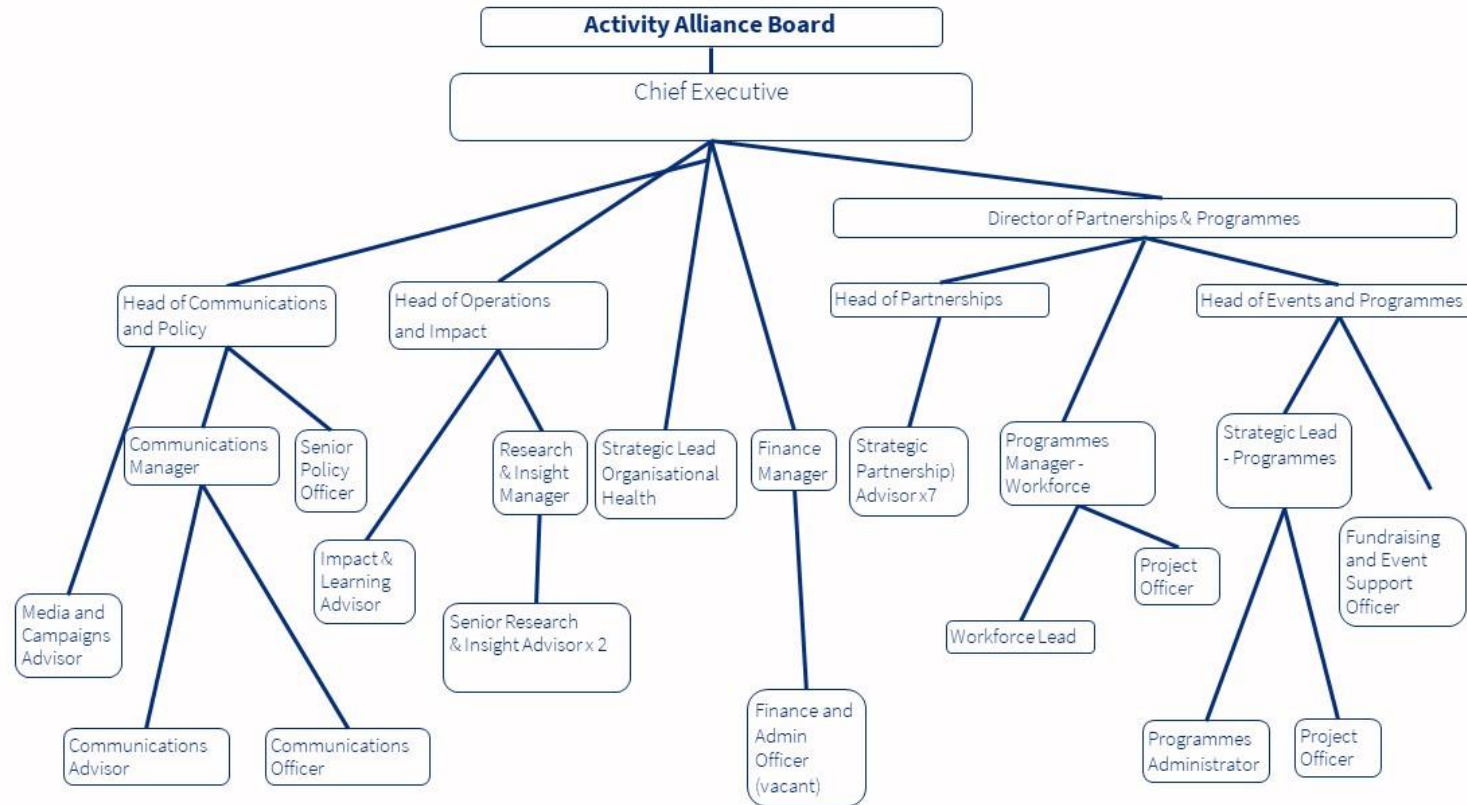 Activity Alliance Board
Chief Executive
Director of Partnerships & Programmes
Head of Communications
and Policy
Head of Operations
and Impact
Head of Partnerships
Head of Events and Programmes
Communications
Manager
Senior
Policy
Officer
Research
& Insight
Manager
Strategic Lead
Organisational
Health
Finance
Manager
Strategic
Partnership)
Advisor x7
Programmes
Manager -
Workforce
Strategic Lead
- Programmes
Impact &
Learning
Advisor
Project
Officer
Fundraising
and Event
Support
Officer
Media and
Campaigns
Advisor
Senior Research
& Insight Advisor x 2
Workforce Lead
Communications
Advisor
Communications
Officer
Finance and
Admin
Officer
(vacant)
Programmes
Administrator
Project
Officer